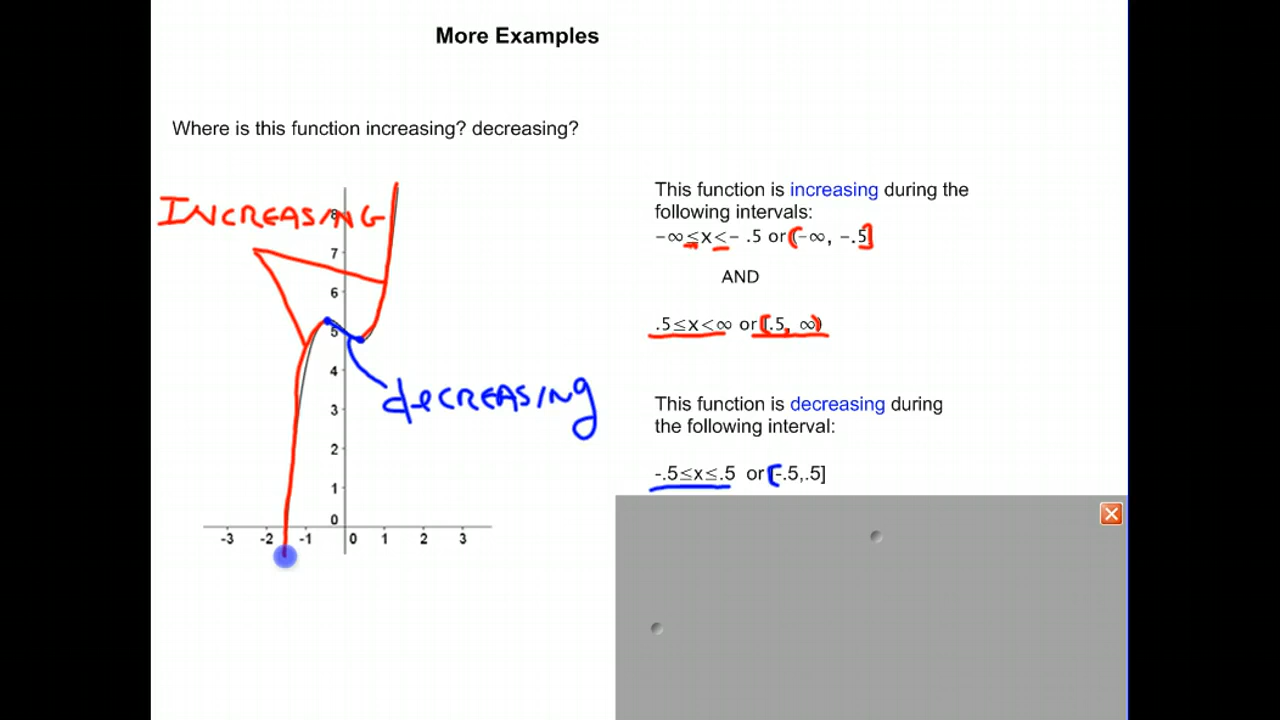 More Examples
Where is this function increasing? decreasing?
INCREASING
8
7
6
5
4
3
2
1
0
-3 -2 -1 0 1 2 3
decreasing
This function is increasing during the
following intervals:
-∞≤x<- .5 or (-∞, -.5]
AND
.5≤x<∞ or [.5, ∞)
This function is decreasing during
the following interval:
-.5≤x≤.5 or [-.5,.5]